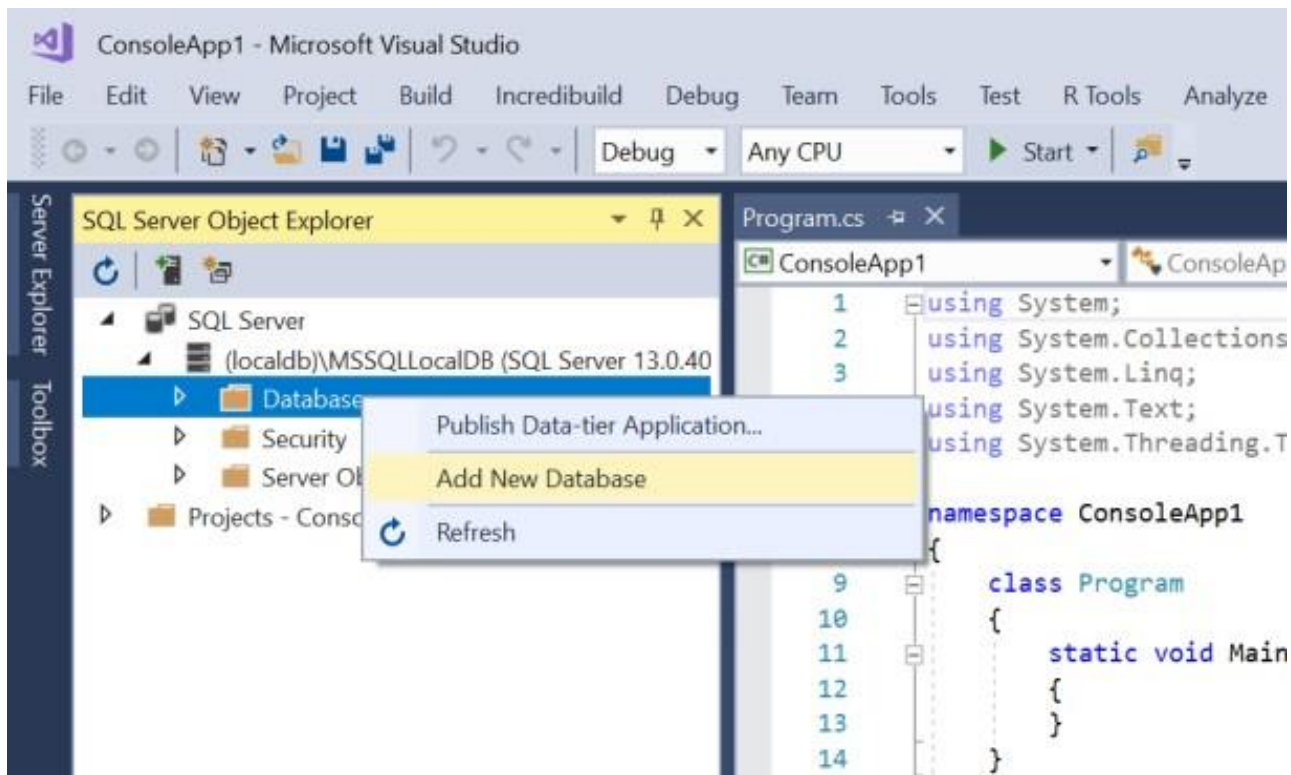 ConsoleApp1 - Microsoft Visual Studio
File Edit View Project Build Incredibuild Debug Team Tools Test R Tools Analyze
Debug Any CPU Start
Server Explorer
Toolbox
SQL Server Object Explorer
SQL Server
(localdb)\MSSQLLocalDB (SQL Server 13.0.40
Database
Security
Server Ob
Projects - Conso
Publish Data-tier Application...
Add New Database
Refresh
Program.cs
C# ConsoleApp1 ConsoleAp
1 using System;
2 using System.Collections
3 using System.Linq;
using System.Text;
using System.Threading.T
namespace ConsoleApp1
{
9 class Program
10 {
11 static void Main
12 {
13 }
14 }